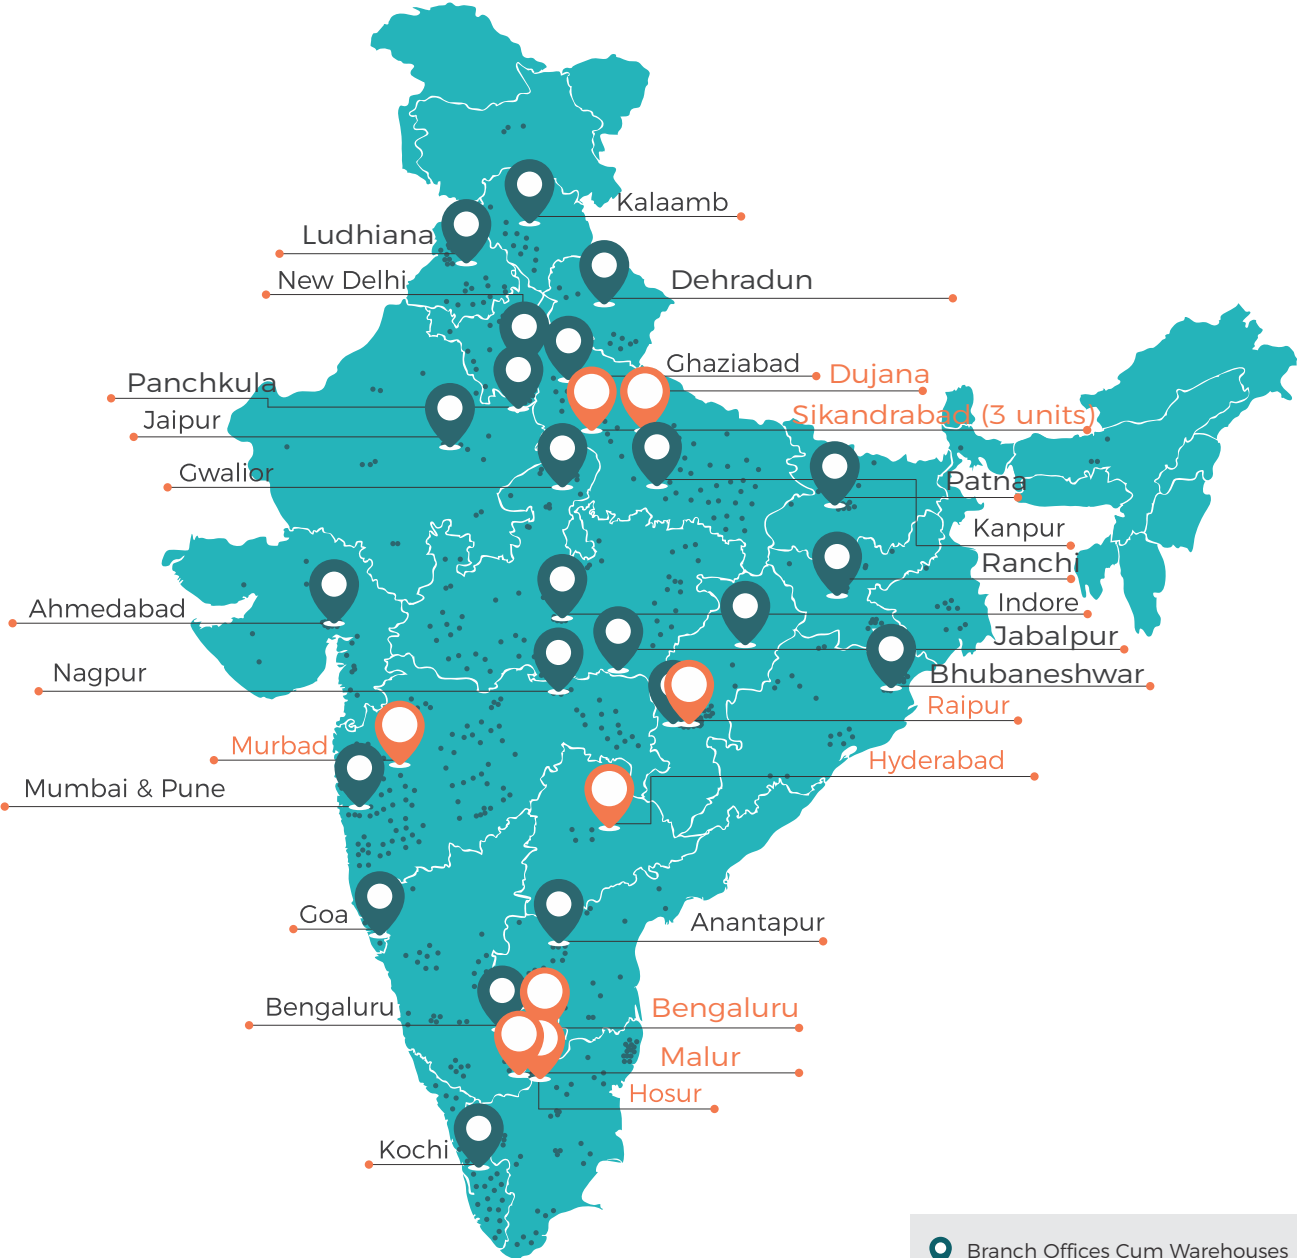 Kalaamb
Ludhiana
New Delhi
Dehradun
Ghaziabad
Dujana
Panchkula
Jaipur
Sikandrabad (3 units)
Gwalior
Patna
Kanpur
Ranchi
Ahmedabad
Indore
Jabalpur
Nagpur
Bhubaneshwar
Raipur
Murbad
Hyderabad
Mumbai & Pune
Goa
Anantapur
Bengaluru
Bengaluru
Malur
Hosur
Kochi
Branch Offices Cum Warehouses